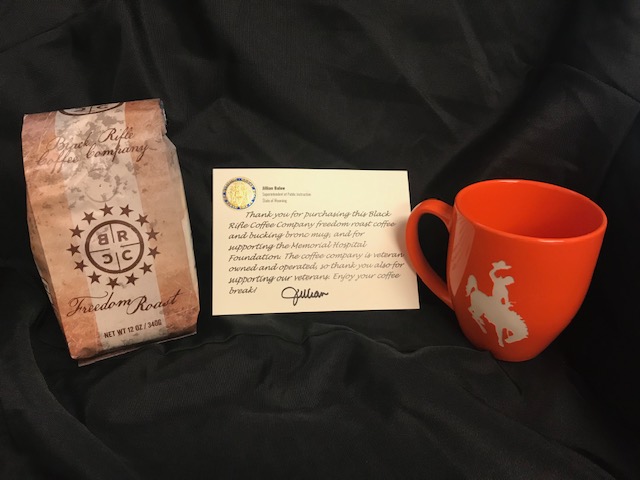 Black Rifle
Coffee Company
B R
C C
Freedom Roast
NET WT 12 OZ / 340G
Jillian Balow
Superintendent of Public Instruction
State of Wyoming
Thank you for purchasing this Black
Rifle Coffee Company freedom roast coffee
and bucking bronc mug, and for
supporting the Memorial Hospital
Foundation. The coffee company is veteran
owned and operated, so thank you also for
supporting our veterans. Enjoy your coffee
break!
Jillian